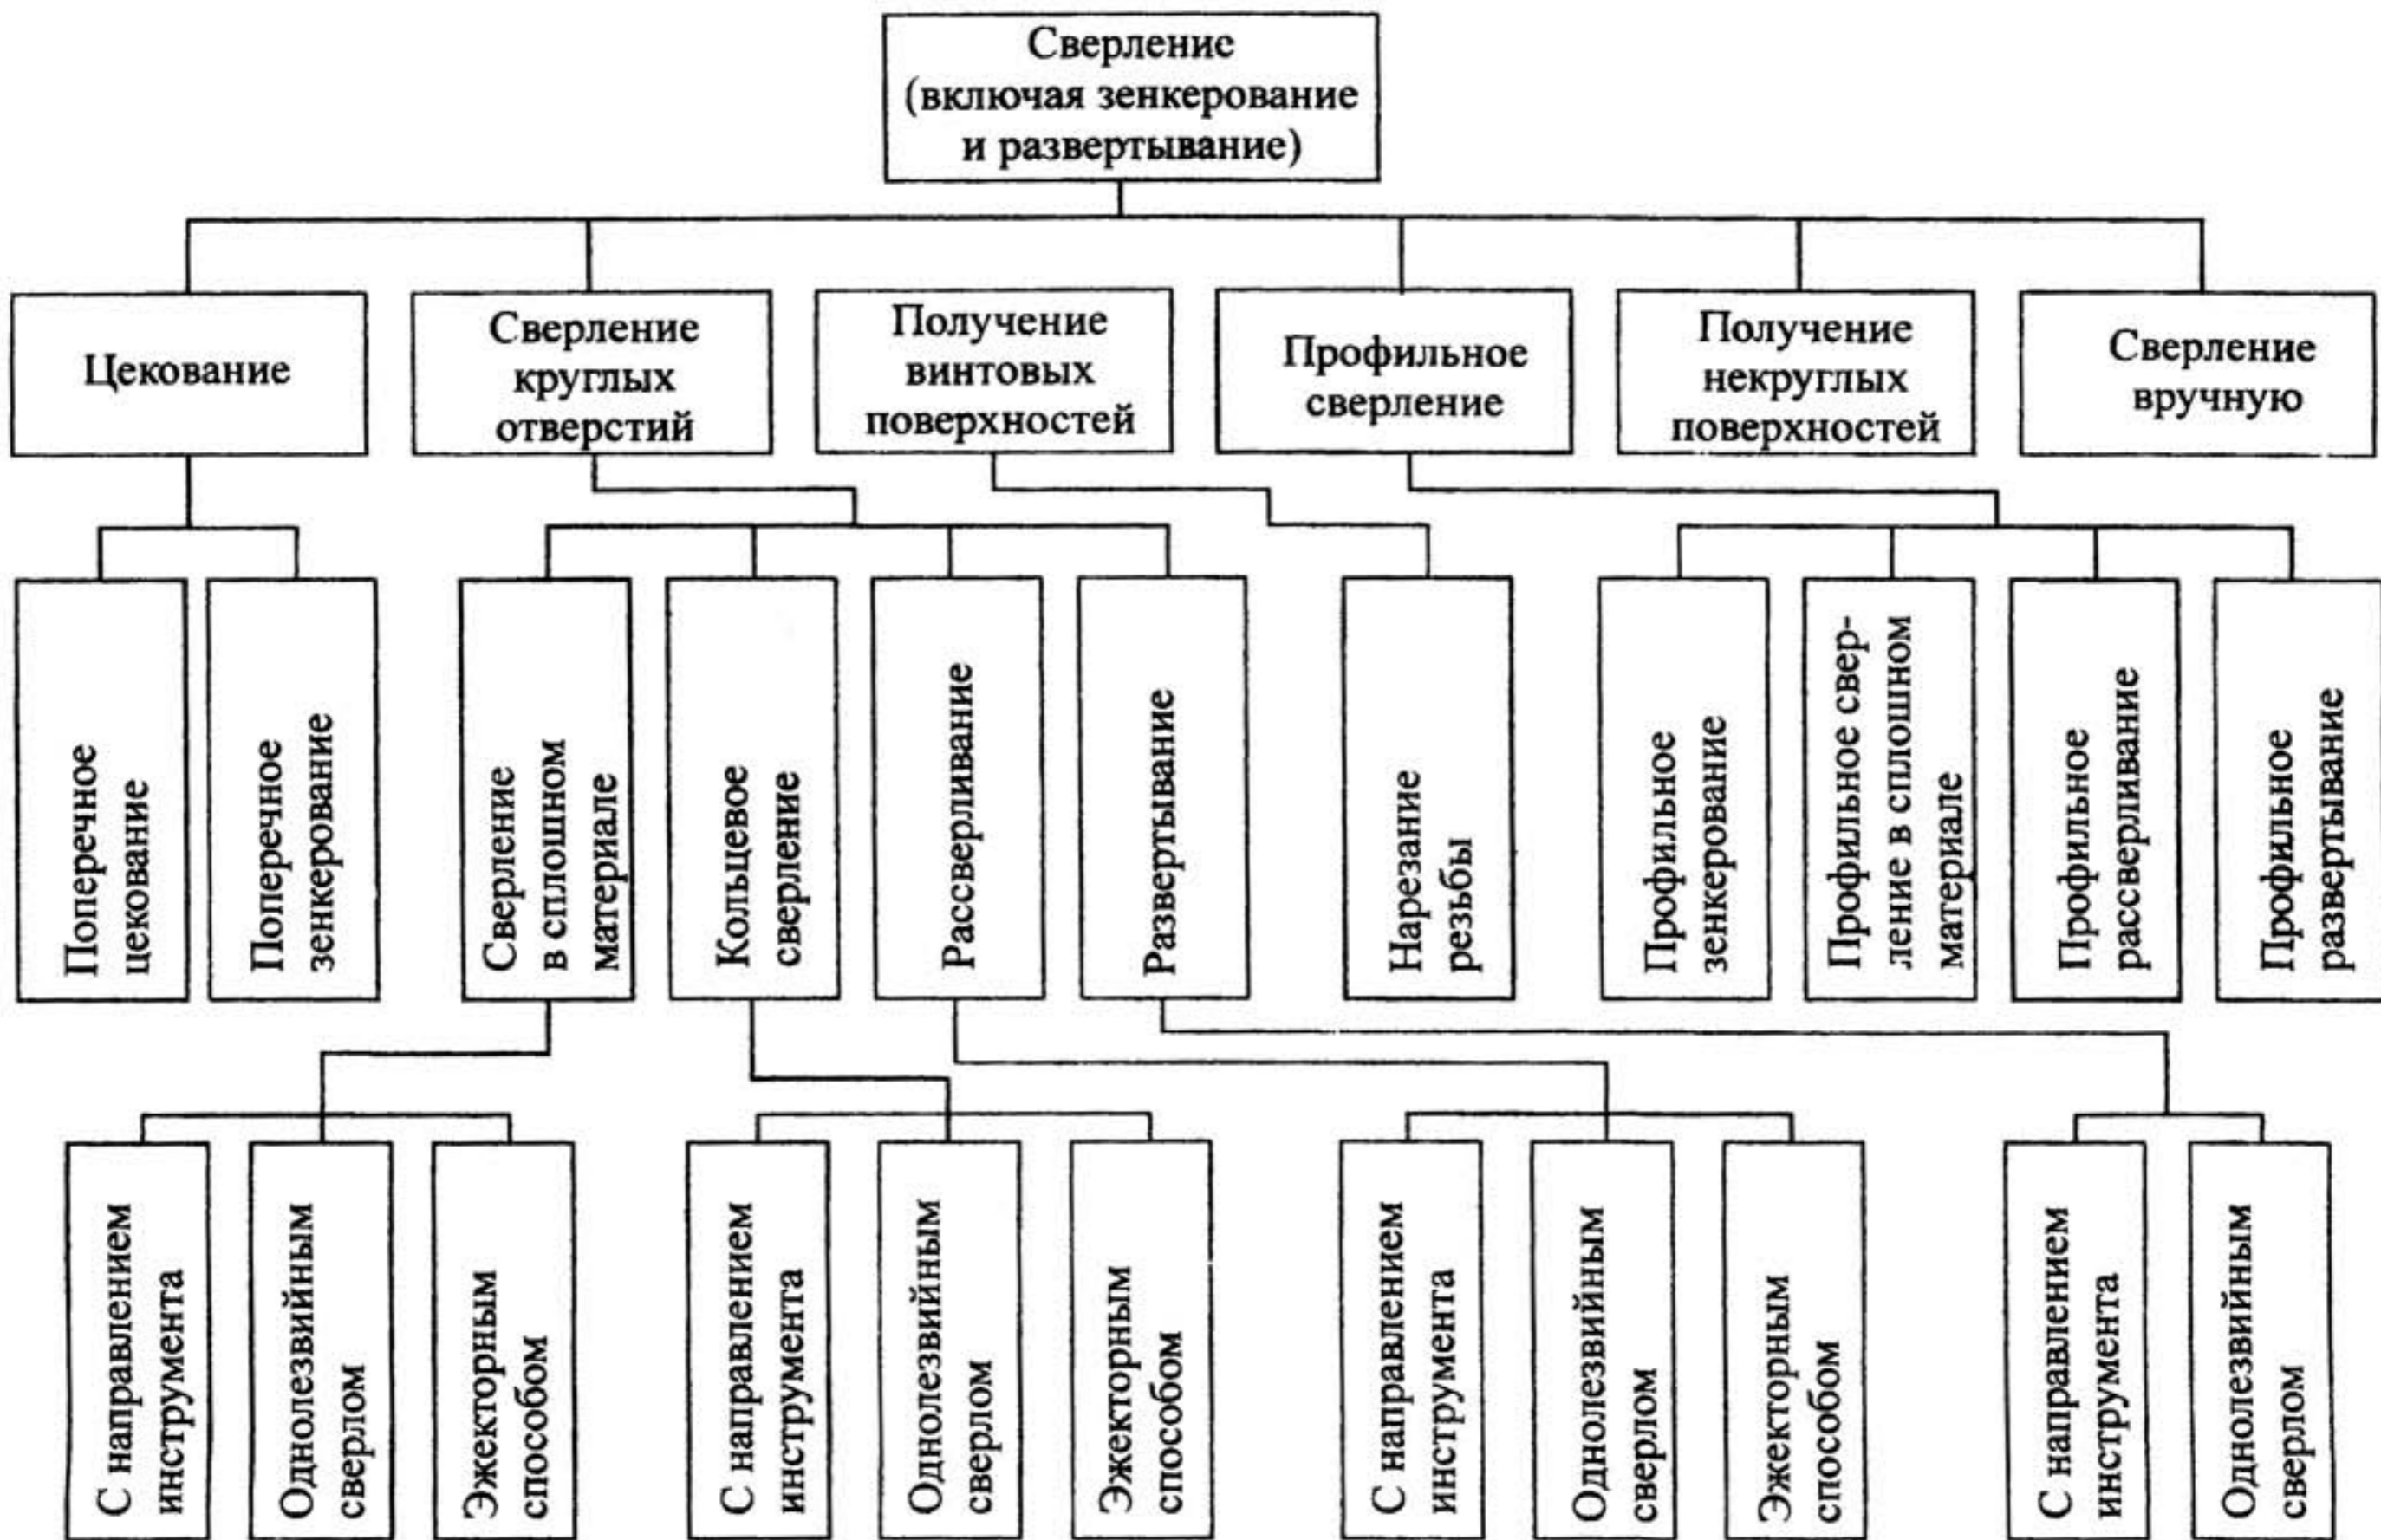 Сверление
(включая зенкерование
и развертывание)
Цекование
Сверление
круглых
отверстий
Получение
винтовых
поверхностей
Профильное
сверление
Получение
некруглых
поверхностей
Сверление
вручную
Поперечное
цекование
Поперечное
зенкерование
Сверление
в сплошном
материале
Кольцевое
сверление
Рассверливание
Развертывание
Нарезание
резьбы
Профильное
зенкерование
Профильное свер-
ление в сплошном
материале
Профильное
рассверливание
Профильное
развертывание
С направлением
инструмента
Однолезвийным
сверлом
Эжекторным
способом
С направлением
инструмента
Однолезвийным
сверлом
Эжекторным
способом
С направлением
инструмента
Однолезвийным
сверлом
Эжекторным
способом
С направлением
инструмента
Однолезвийным
сверлом